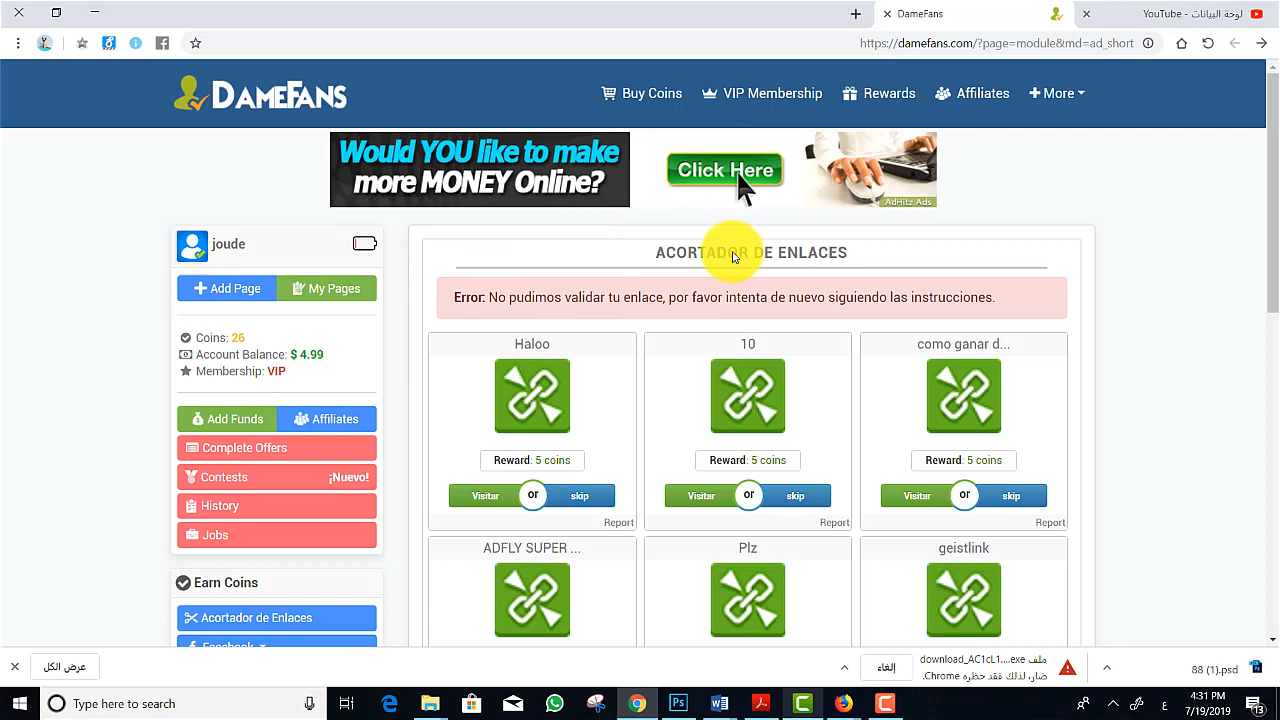 DameFans
لوحة البيانات - YouTube
https://damefans.com/?page=module&md=ad_short
DAMEFANS
Buy Coins
VIP Membership
Rewards
Affiliates
More
Would YOU like to make
more MONEY Online?
Click Here
AdHitz Ads
joude
Add Page
My Pages
Coins: 26
Account Balance: $ 4.99
Membership: VIP
Add Funds
Affiliates
Complete Offers
Contests
¡Nuevo!
History
Jobs
Earn Coins
Acortador de Enlaces
Facebook
ACORTADOR DE ENLACES
Error: No pudimos validar tu enlace, por favor intenta de nuevo siguiendo las instrucciones.
Haloo
10
como ganar d...
Reward: 5 coins
Reward: 5 coins
Reward: 5 coins
Visitar or skip
Visitar or skip
Visitar or skip
Report
Report
Report
ADFLY SUPER ...
Plz
geistlink
عرض الكل
إلغاء
ملف download_AC1cL1....exe
ضار، لذلك فقد حظره Chrome.
88 (1).psd
Type here to search
E
4:31 PM
7/19/2019
13